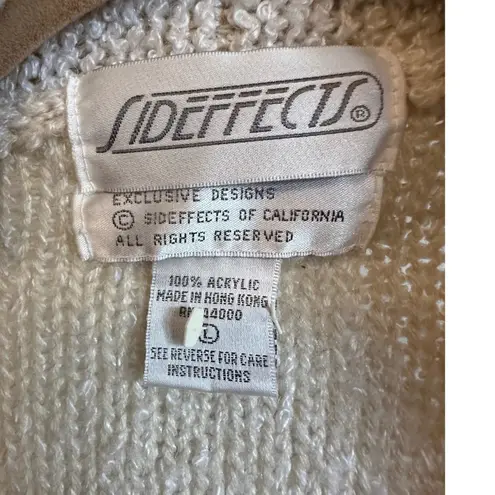 SIDEFFECTS®
EXCLUSIVE DESIGNS
© SIDEFFECTS OF CALIFORNIA
ALL RIGHTS RESERVED
100% ACRYLIC
MADE IN HONG KONG
L
SEE REVERSE FOR CARE
INSTRUCTIONS